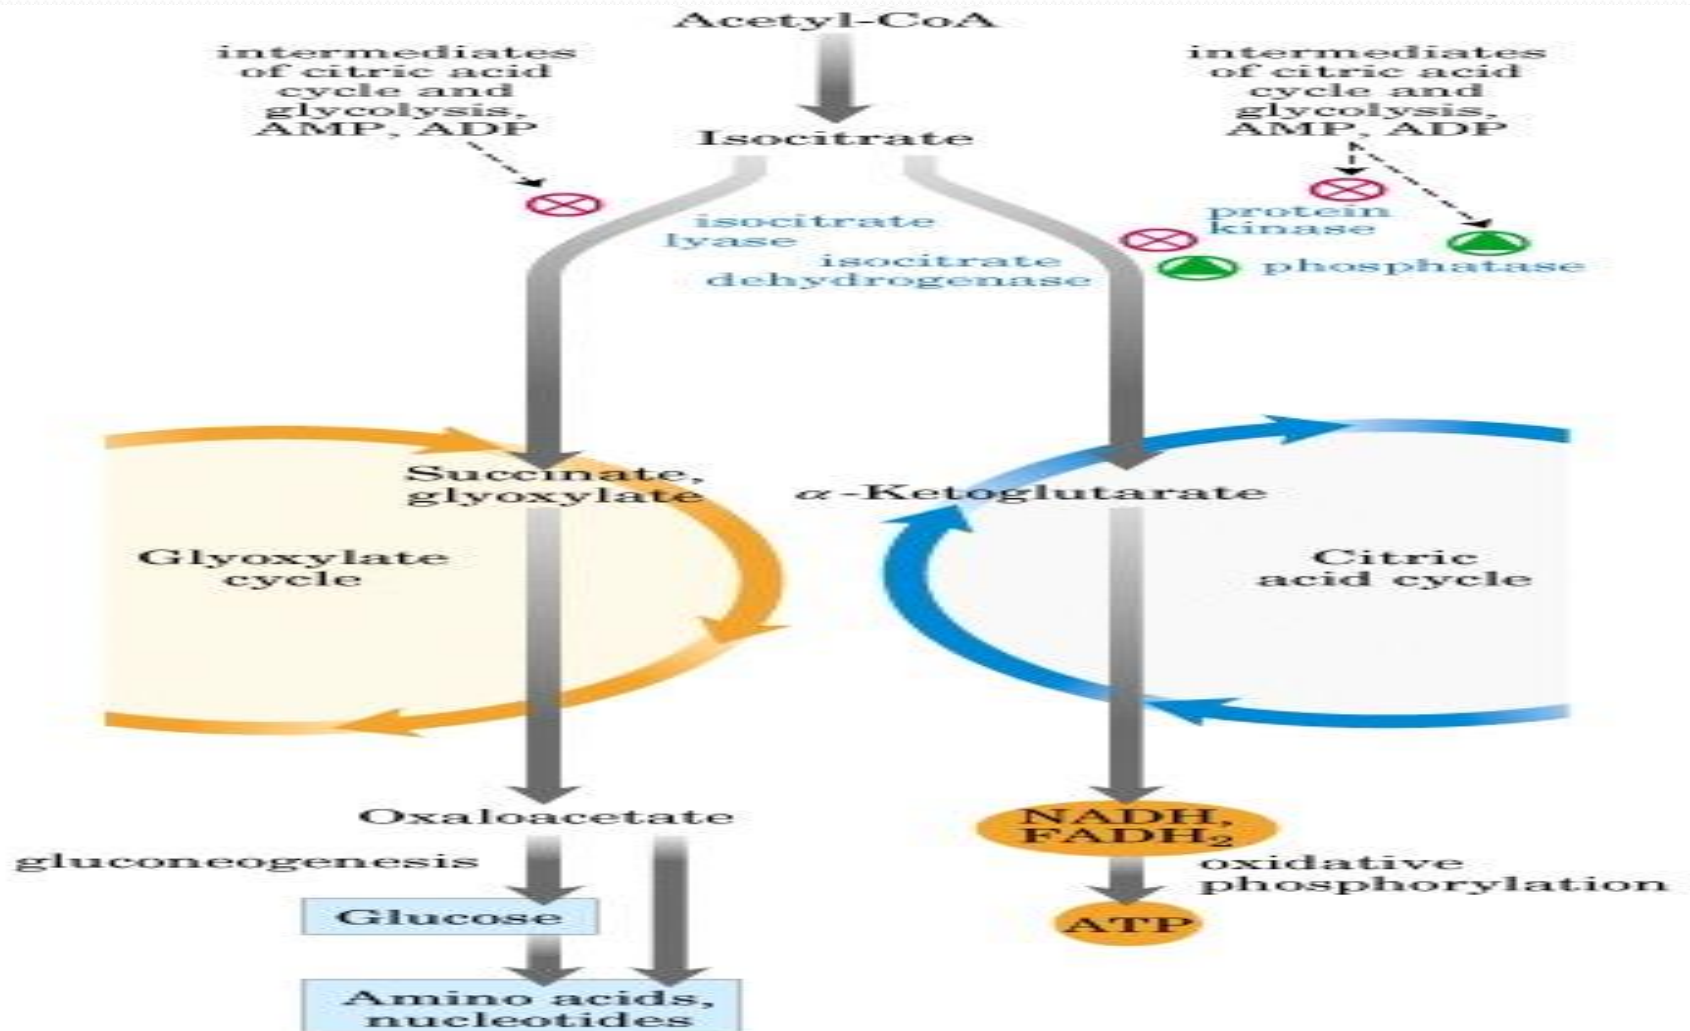 Acetyl-CoA
intermediates
of citric acid
cycle and
glycolysis,
AMP, ADP
intermediates
of citric acid
cycle and
glycolysis,
AMP, ADP
Isocitrate
isocitrate
lyase
isocitrate
dehydrogenase
protein
kinase
phosphatase
Succinate,
glyoxylate
α-Ketoglutarate
Glyoxylate
cycle
Citric
acid cycle
Oxaloacetate
NADH,
FADH₂
gluconeogenesis
oxidative
phosphorylation
Glucose
ATP
Amino acids,
nucleotides